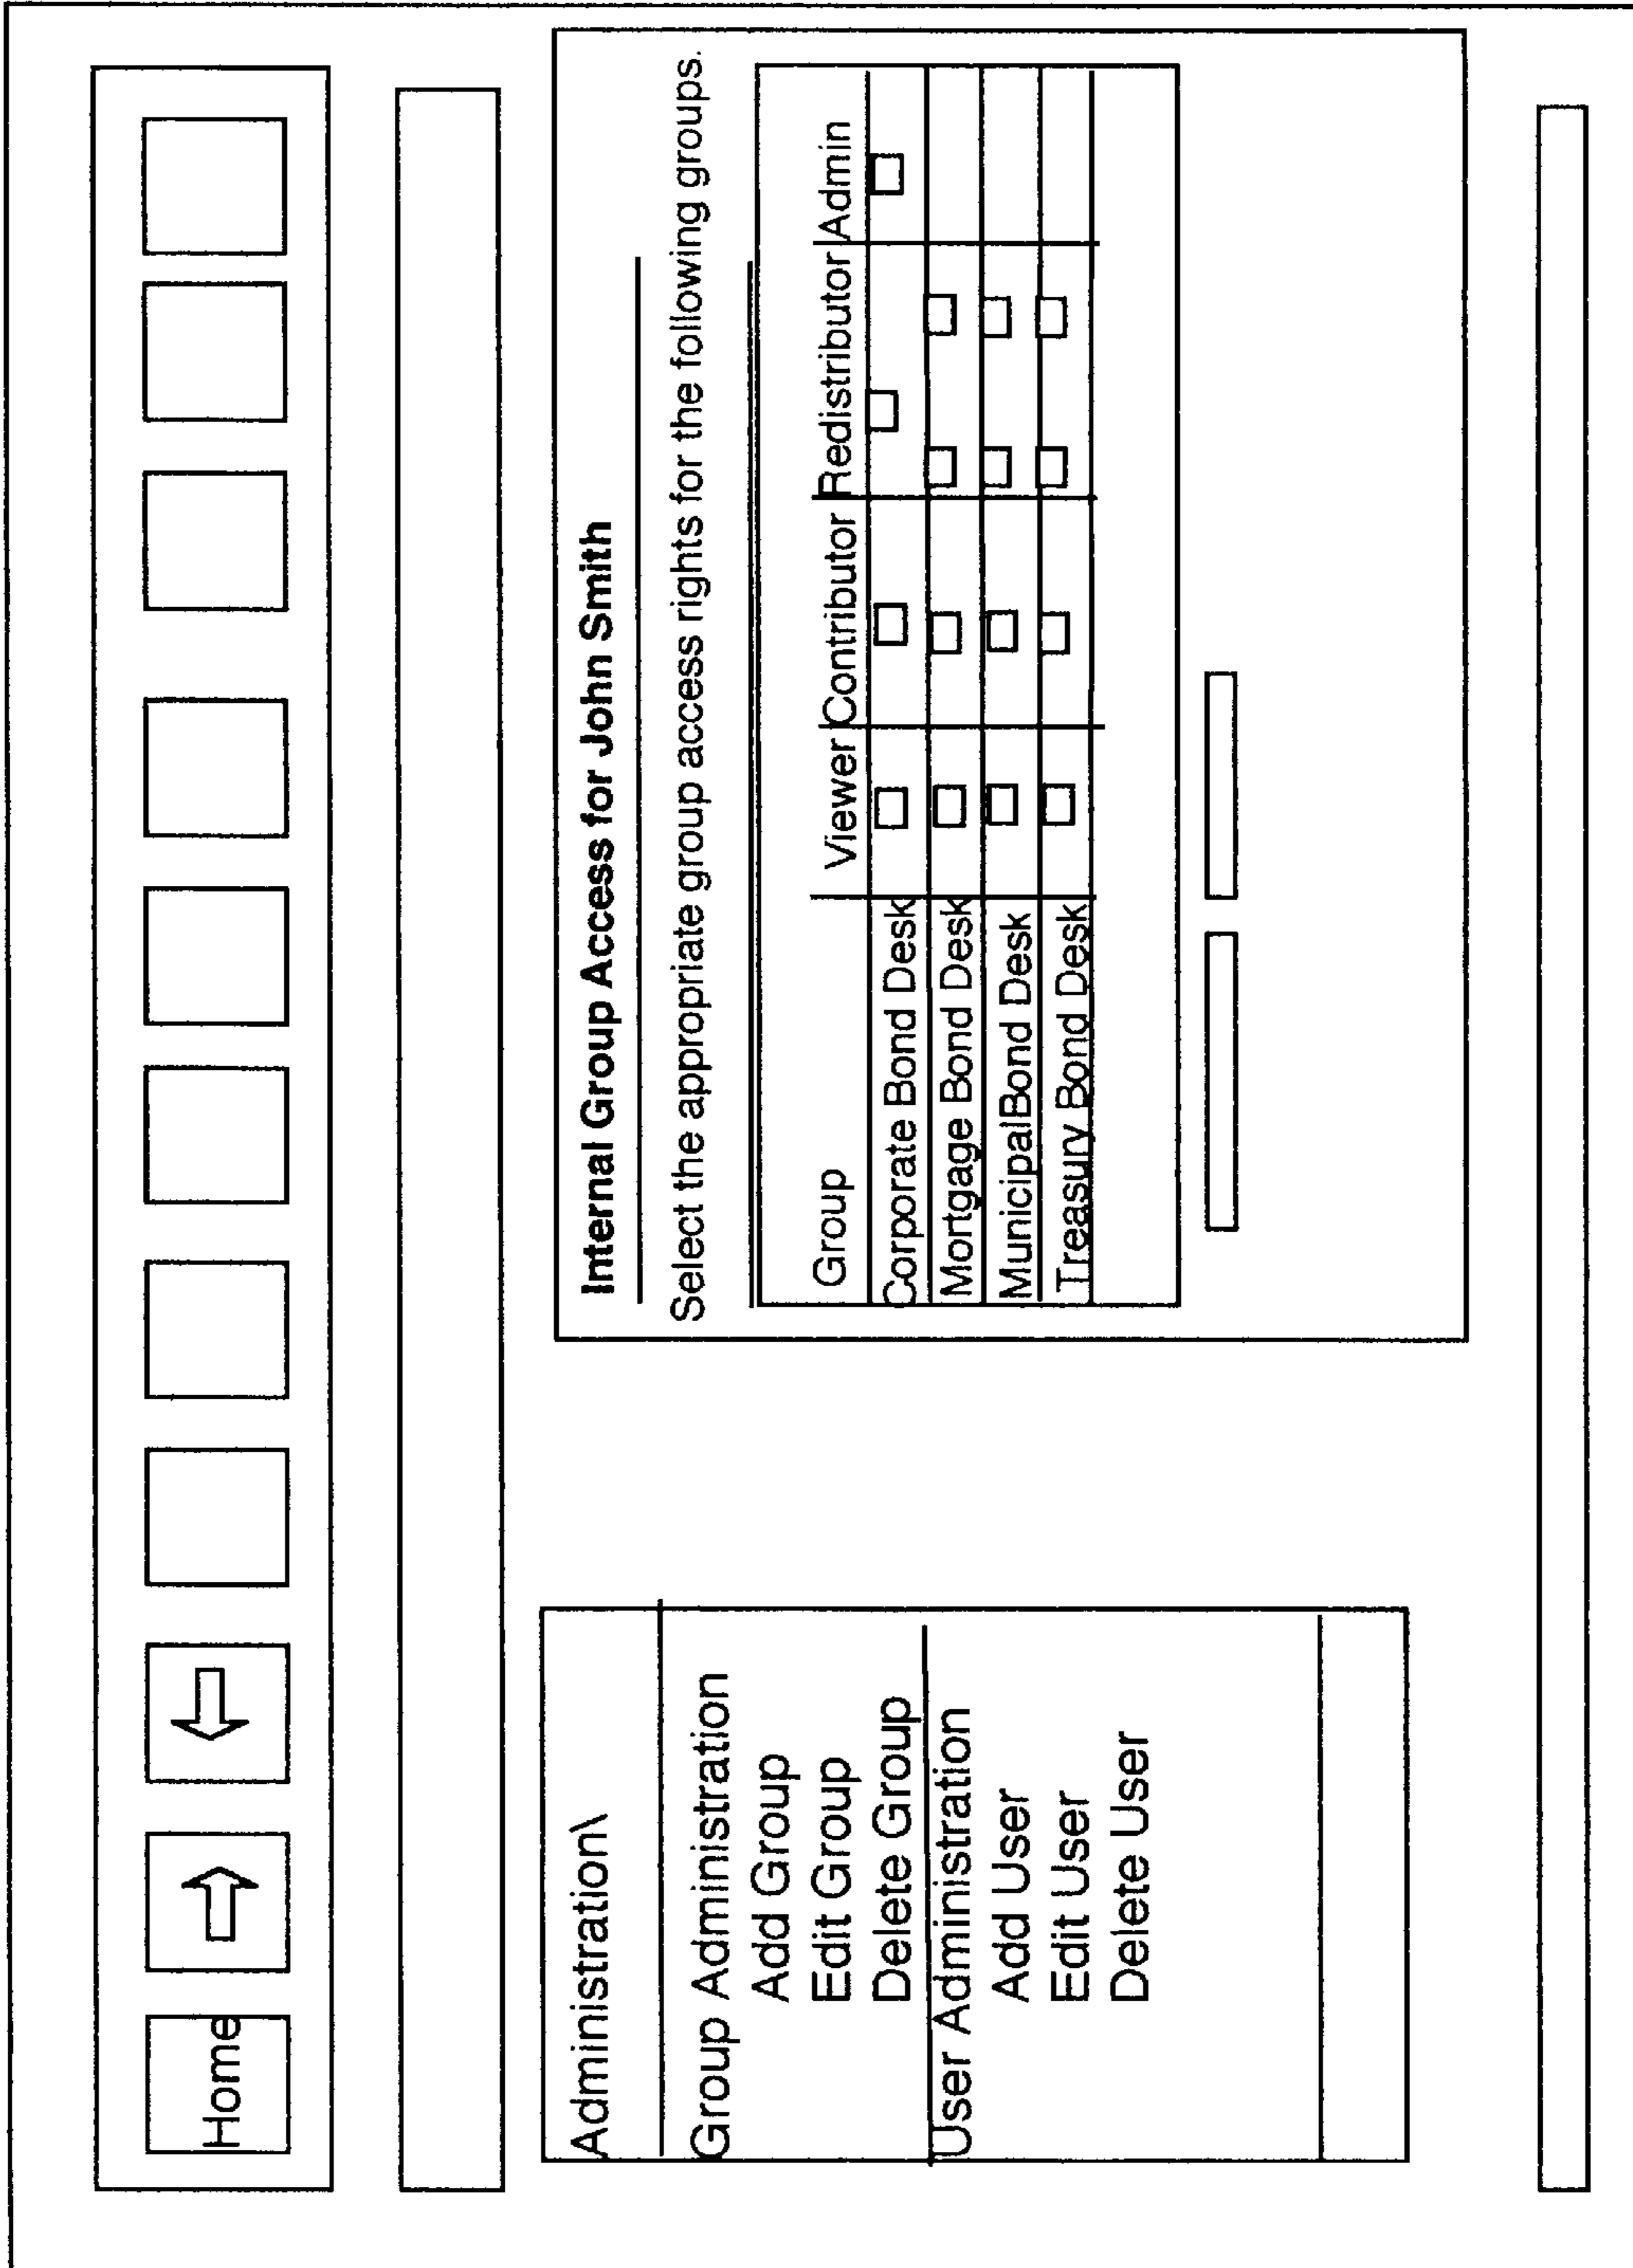 Home
Administration\
Group Administration
Add Group
Edit Group
Delete Group
User Administration
Add User
Edit User
Delete User
Internal Group Access for John Smith
Select the appropriate group access rights for the following groups.
Group Viewer Contributor Redistributor Admin
Corporate Bond Desk
Mortgage Bond Desk
MunicipalBond Desk
Treasury Bond Desk